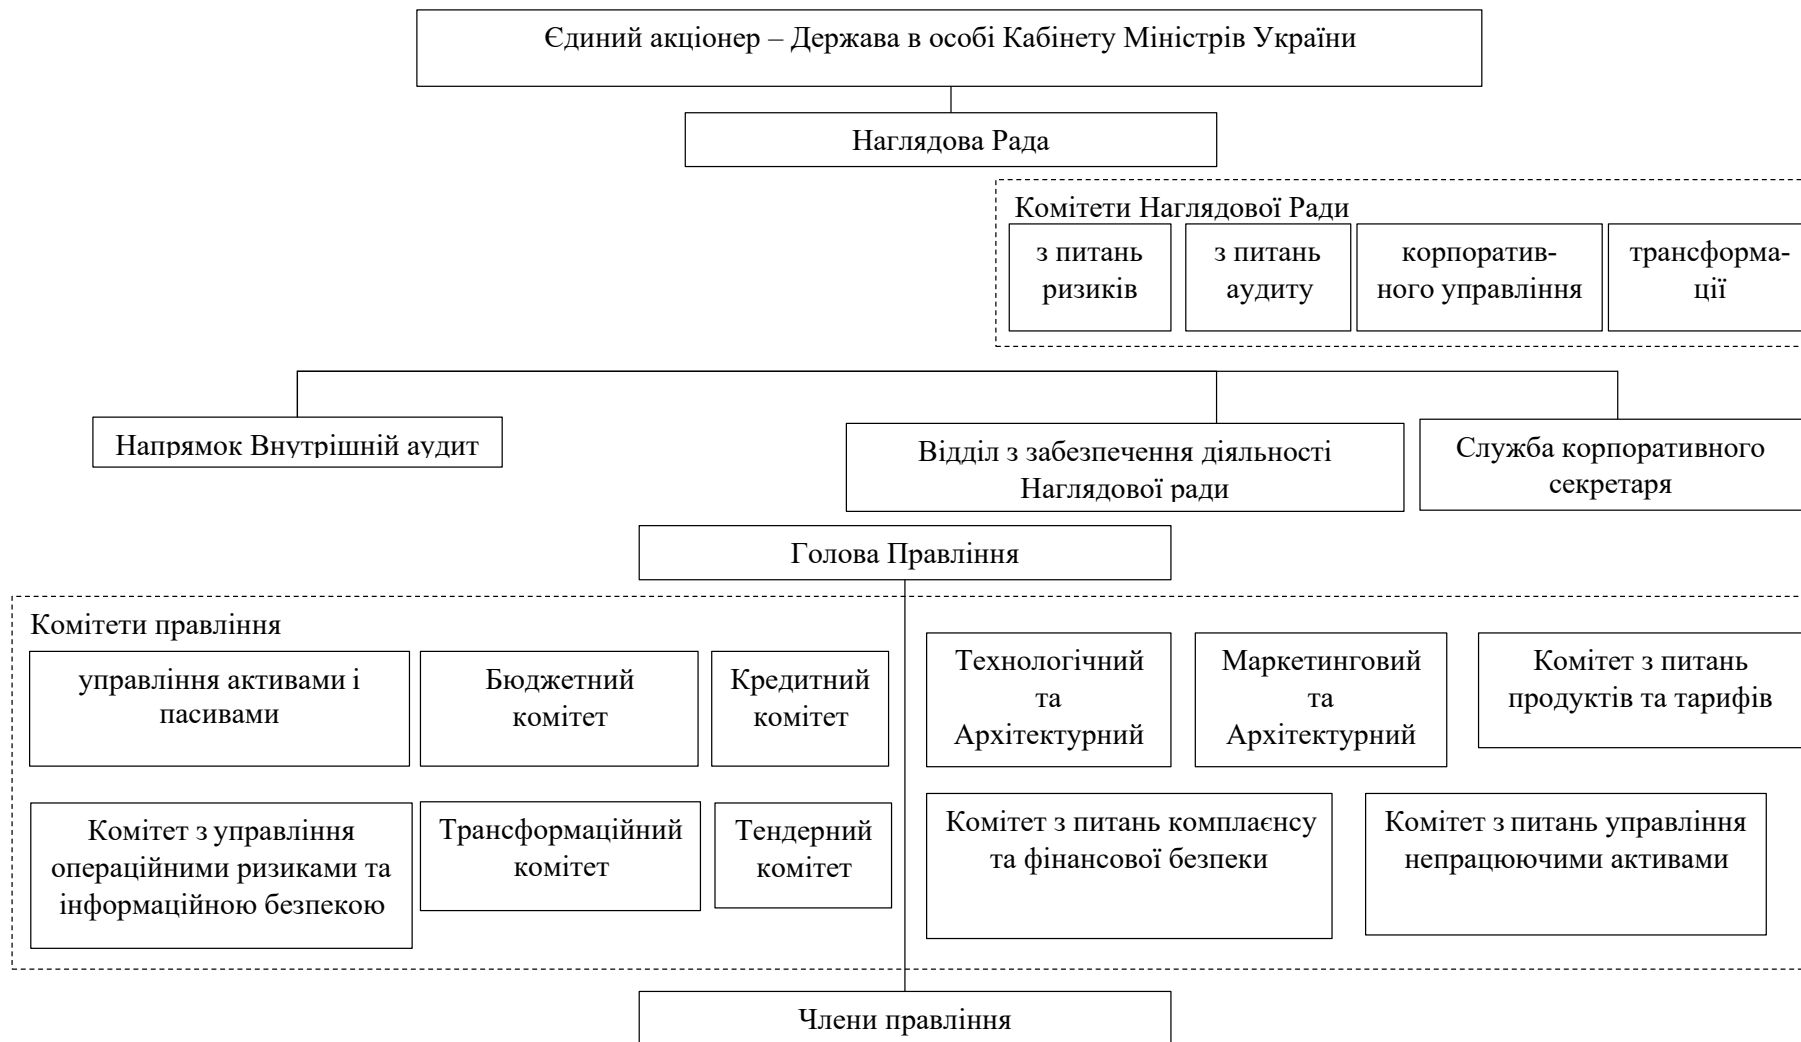 Єдиний акціонер – Держава в особі Кабінету Міністрів України
Наглядова Рада
Комітети Наглядової Ради
з питань
ризиків
з питань
аудиту
корпоратив-
ного управління
трансформа-
ції
Напрямок Внутрішній аудит
Відділ з забезпечення діяльності
Наглядової ради
Служба корпоративного
секретаря
Голова Правління
Комітети правління
управління активами і
пасивами
Бюджетний
комітет
Кредитний
комітет
Технологічний
та
Архітектурний
Маркетинговий
та
Архітектурний
Комітет з питань
продуктів та тарифів
Комітет з управління
операційними ризиками та
інформаційною безпекою
Трансформаційний
комітет
Тендерний
комітет
Комітет з питань комплаєнсу
та фінансової безпеки
Комітет з питань управління
непрацюючими активами
Члени правління